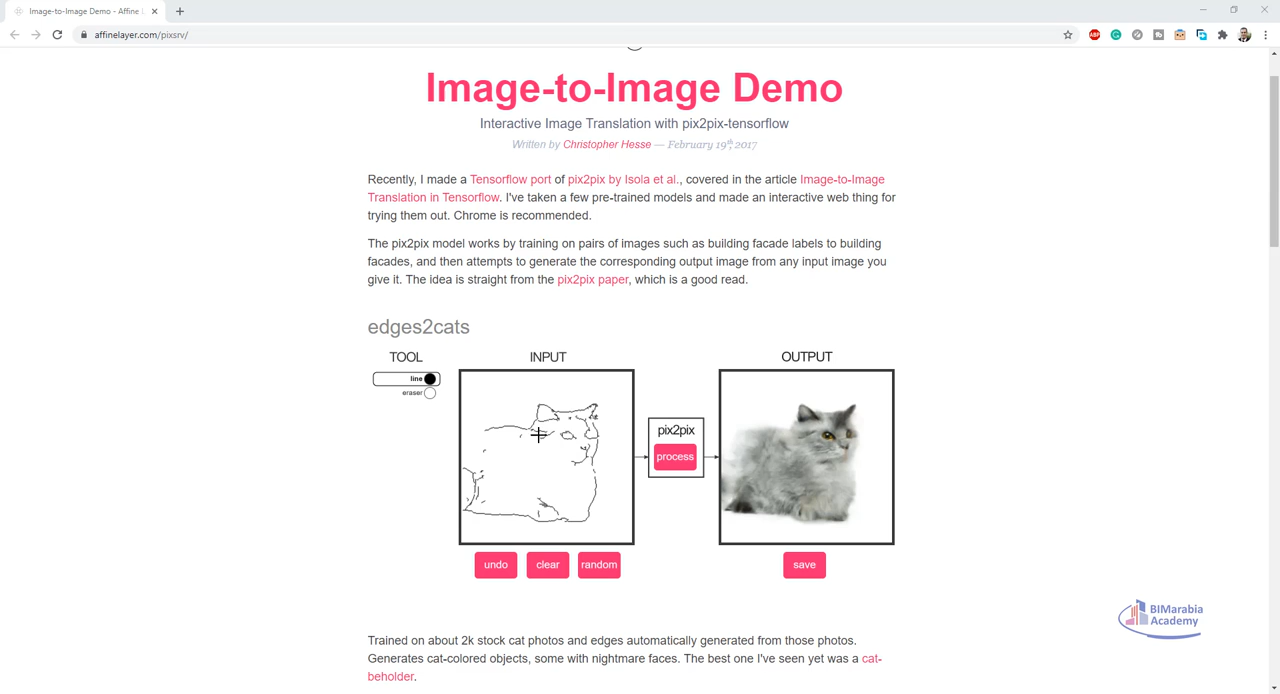 Image-to-Image Demo - Affine L
affinelayer.com/pixsrv/
ABP
Image-to-Image Demo
Interactive Image Translation with pix2pix-tensorflow
Written by Christopher Hesse — February 19th, 2017
Recently, I made a Tensorflow port of pix2pix by Isola et al., covered in the article Image-to-Image
Translation in Tensorflow. I've taken a few pre-trained models and made an interactive web thing for
trying them out. Chrome is recommended.
The pix2pix model works by training on pairs of images such as building facade labels to building
facades, and then attempts to generate the corresponding output image from any input image you
give it. The idea is straight from the pix2pix paper, which is a good read.
edges2cats
TOOL
INPUT
OUTPUT
line
eraser
pix2pix
process
undo
clear
random
save
BIMarabia
Academy
Trained on about 2k stock cat photos and edges automatically generated from those photos.
Generates cat-colored objects, some with nightmare faces. The best one I've seen yet was a cat-
beholder.